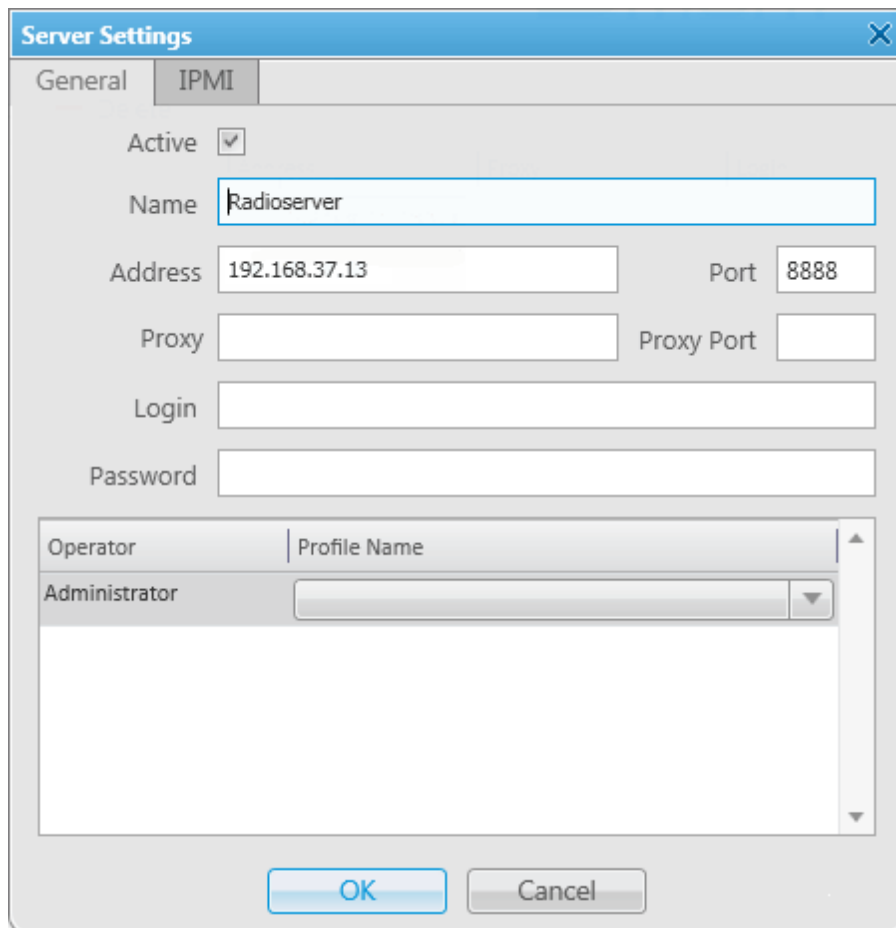 Server Settings
General IPMI
Active
Name Radioserver
Address 192.168.37.13 Port 8888
Proxy Proxy Port
Login
Password
Operator Profile Name
Administrator
OK Cancel